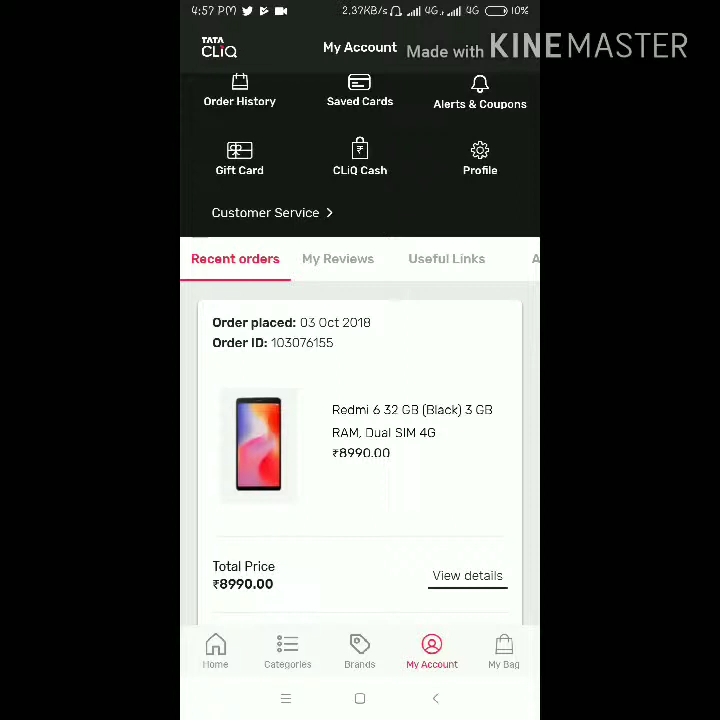 4:57 PM 2.37KB/s 4G 4G 10%
TATA
CLiQ
My Account
Made with KINEMASTER
Order History
Saved Cards
Alerts & Coupons
Gift Card
CLiQ Cash
Profile
Customer Service >
Recent orders
My Reviews
Useful Links
A
Order placed: 03 Oct 2018
Order ID: 103076155
Redmi 6 32 GB (Black) 3 GB
RAM, Dual SIM 4G
₹8990.00
Total Price
₹8990.00
View details
Home
Categories
Brands
My Account
My Bag